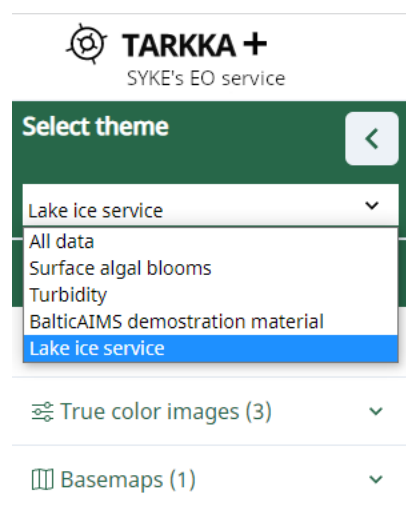 TARKKA +
SYKE's EO service
Select theme
Lake ice service
All data
Surface algal blooms
Turbidity
BalticAIMS demostration material
Lake ice service
True color images (3)
Basemaps (1)